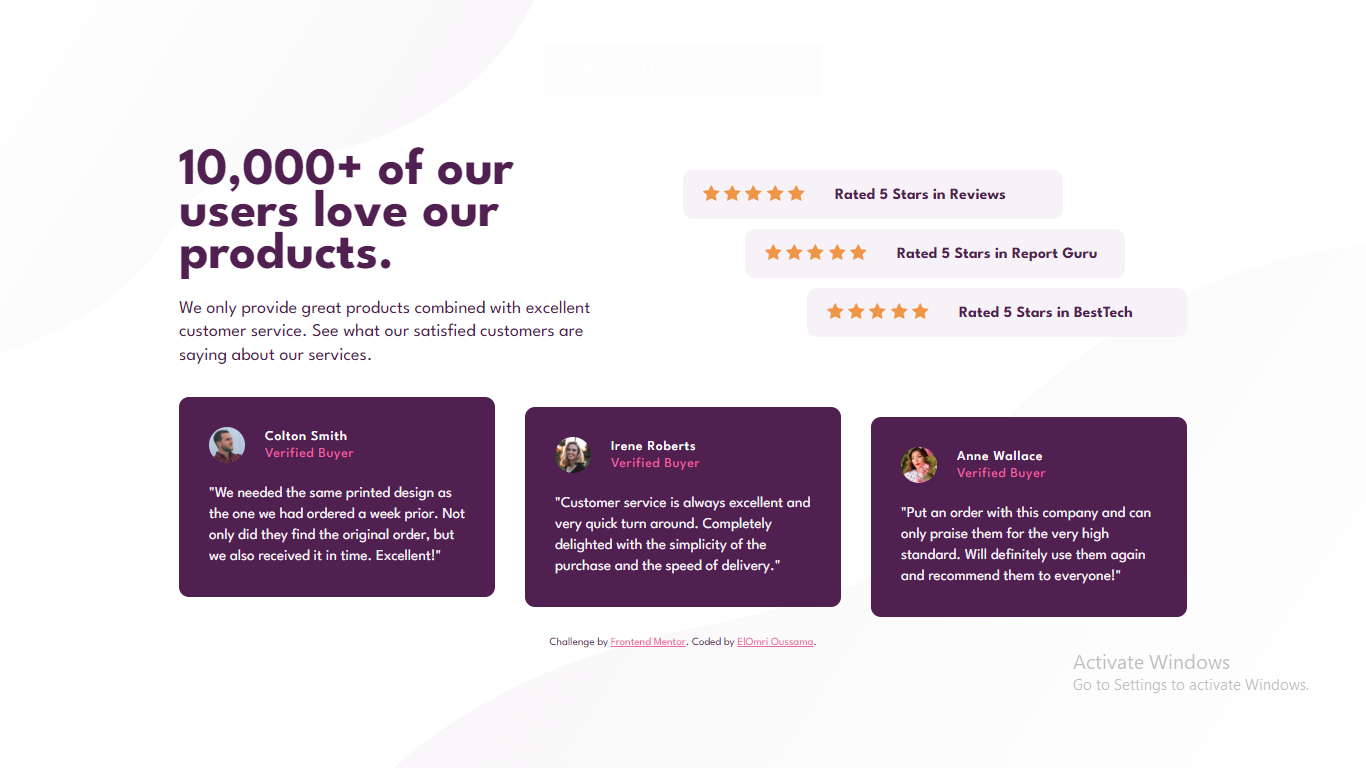 10,000+ of our
users love our
products.
We only provide great products combined with excellent
customer service. See what our satisfied customers are
saying about our services.
Rated 5 Stars in Reviews
Rated 5 Stars in Report Guru
Rated 5 Stars in BestTech
Colton Smith
Verified Buyer
"We needed the same printed design as
the one we had ordered a week prior. Not
only did they find the original order, but
we also received it in time. Excellent!"
Irene Roberts
Verified Buyer
"Customer service is always excellent and
very quick turn around. Completely
delighted with the simplicity of the
purchase and the speed of delivery."
Anne Wallace
Verified Buyer
"Put an order with this company and can
only praise them for the very high
standard. Will definitely use them again
and recommend them to everyone!"
Challenge by Frontend Mentor. Coded by ElOmri Oussama.
Activate Windows
Go to Settings to activate Windows.